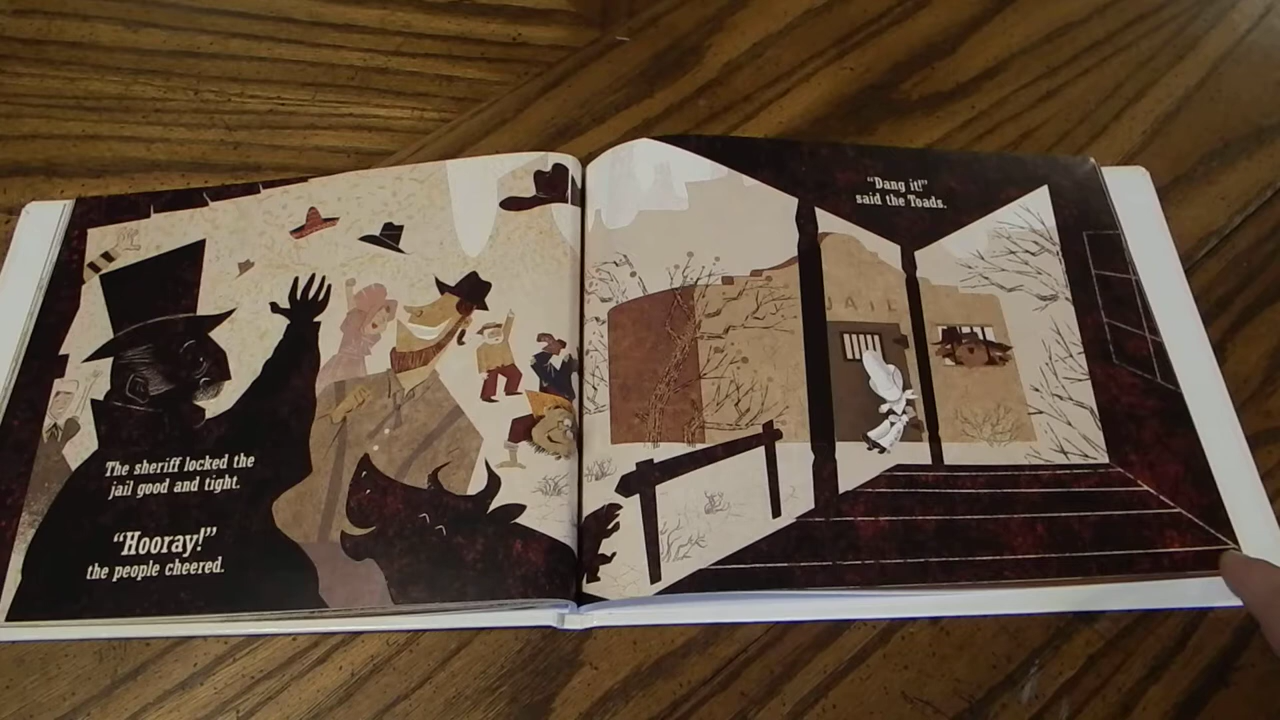 The sheriff locked the
jail good and tight.
“Hooray!”
the people cheered.
“Dang it!”
said the Toads.
JAIL